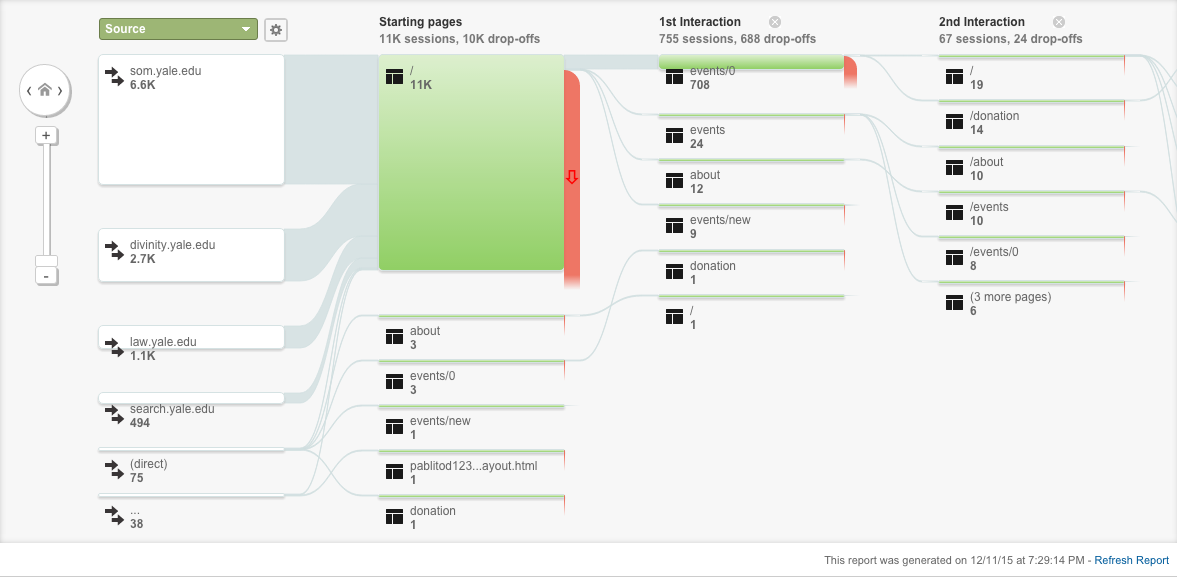 Source
Starting pages
11K sessions, 10K drop-offs
1st Interaction
755 sessions, 688 drop-offs
2nd Interaction
67 sessions, 24 drop-offs
som.yale.edu
6.6K
divinity.yale.edu
2.7K
law.yale.edu
1.1K
search.yale.edu
494
(direct)
75
...
38
+
-
/
11K
about
3
events/0
3
events/new
1
pablitod123...ayout.html
1
donation
1
events/0
708
events
24
about
12
events/new
9
donation
1
/
1
/
19
/donation
14
/about
10
/events
10
/events/0
8
(3 more pages)
6
This report was generated on 12/11/15 at 7:29:14 PM - Refresh Report